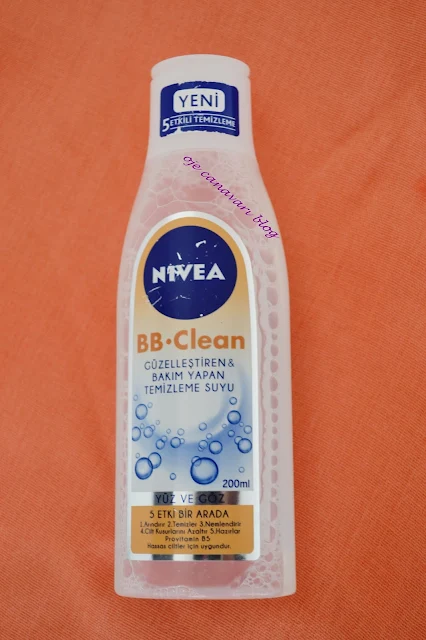 YENİ
5 ETKİLİ TEMİZLEME
oje canavarı blog
NIVEA
BB•Clean
GÜZELLEŞTİREN &
BAKIM YAPAN
TEMİZLEME SUYU
200ml
YÜZ VE GÖZ
5 ETKİ BİR ARADA
1.Arındırır 2.Temizler 3.Nemlendirir
4.Cilt Kusurlarını Azaltır 5.Hazırlar
Provitamin B5
Hassas ciltler için uygundur.